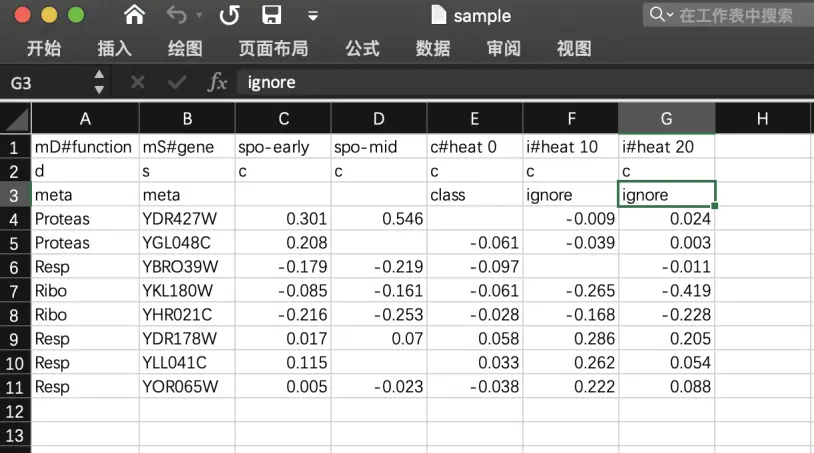 sample
在工作表中搜索
开始 插入 绘图 页面布局 公式 数据 审阅 视图
G3 fx ignore
A B C D E F G H
1 mD#function mS#gene spo-early spo-mid c#heat 0 i#heat 10 i#heat 20
2 d s c c c c c
3 meta meta class ignore ignore
4 Proteas YDR427W 0.301 0.546 -0.009 0.024
5 Proteas YGL048C 0.208 -0.061 -0.039 0.003
6 Resp YBRO39W -0.179 -0.219 -0.097 -0.011
7 Ribo YKL180W -0.085 -0.161 -0.061 -0.265 -0.419
8 Ribo YHR021C -0.216 -0.253 -0.028 -0.168 -0.228
9 Resp YDR178W 0.017 0.07 0.058 0.286 0.205
10 Resp YLL041C 0.115 0.033 0.262 0.054
11 Resp YOR065W 0.005 -0.023 -0.038 0.222 0.088
12
13